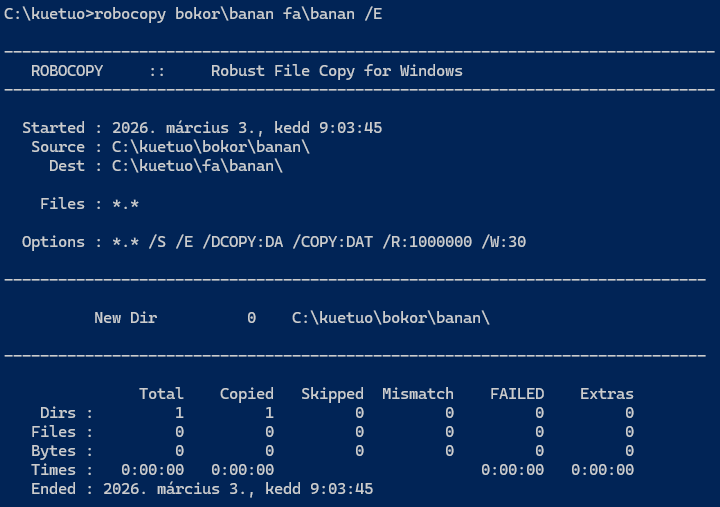 C:\kuetuo>robocopy bokor\banan fa\banan /E
-------------------------------------------------------------------------------
ROBOCOPY     ::     Robust File Copy for Windows
-------------------------------------------------------------------------------
Started : 2026. március 3., kedd 9:03:45
Source : C:\kuetuo\bokor\banan\
Dest : C:\kuetuo\fa\banan\
Files : *.*
Options : *.* /S /E /DCOPY:DA /COPY:DAT /R:1000000 /W:30
------------------------------------------------------------------------------
New Dir          0    C:\kuetuo\bokor\banan\
------------------------------------------------------------------------------
Total    Copied   Skipped  Mismatch    FAILED    Extras
Dirs :         1         1         0         0         0         0
Files :         0         0         0         0         0         0
Bytes :         0         0         0         0         0         0
Times :   0:00:00   0:00:00                       0:00:00   0:00:00
Ended : 2026. március 3., kedd 9:03:45